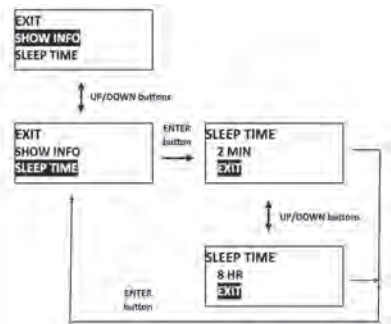 EXIT
SHOW INFO
SLEEP TIME
UP/DOWN buttons
EXIT
SHOW INFO
SLEEP TIME
ENTER
button
SLEEP TIME
2 MIN
EXIT
UP/DOWN buttons
SLEEP TIME
8 HR
EXIT
ENTER
button